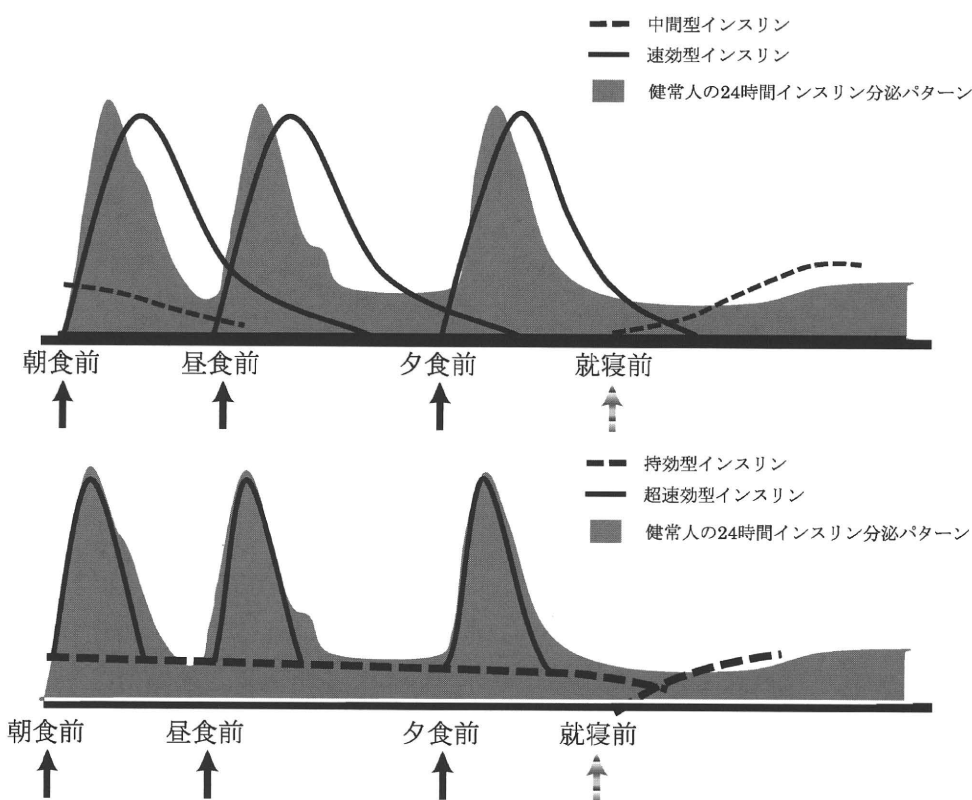 中間型インスリン
速効型インスリン
健常人の24時間インスリン分泌パターン
朝食前
昼食前
夕食前
就寝前
持効型インスリン
超速効型インスリン
健常人の24時間インスリン分泌パターン
朝食前
昼食前
夕食前
就寝前